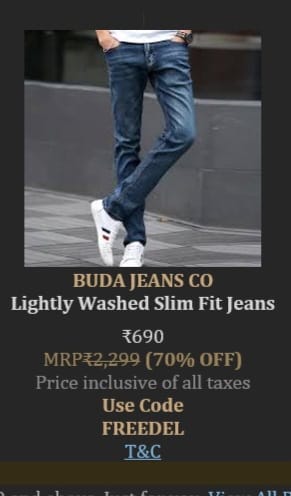 BUDA JEANS CO
Lightly Washed Slim Fit Jeans
₹690
MRP₹2,299 (70% OFF)
Price inclusive of all taxes
Use Code
FREEDEL
T&C